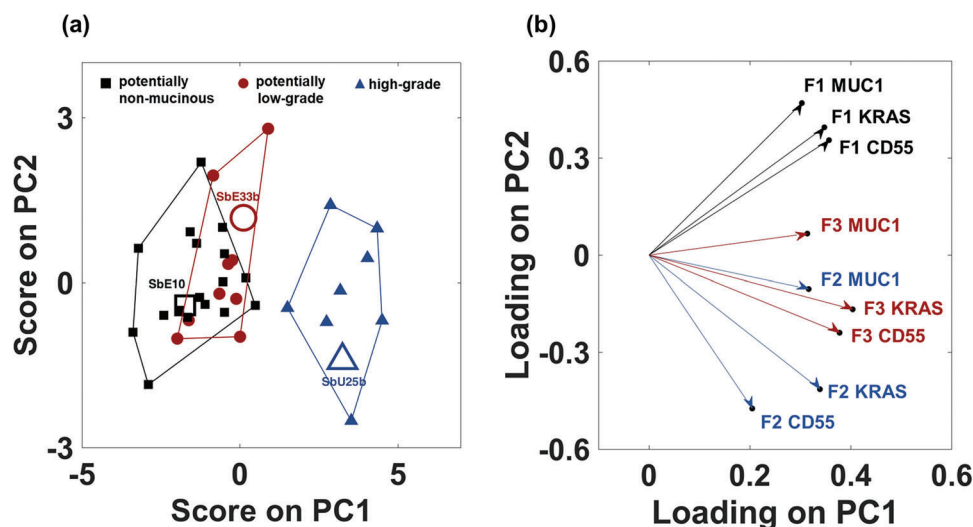 (a)
potentially
non-mucinous
potentially
low-grade
high-grade
SbE33b
SbE10
SbU25b
3
0
-3
-5
0
5
Score on PC2
Score on PC1
(b)
F1 MUC1
F1 KRAS
F1 CD55
F3 MUC1
F2 MUC1
F3 KRAS
F3 CD55
F2 KRAS
F2 CD55
0.6
0.3
0
-0.3
-0.6
0
0.2
0.4
0.6
Loading on PC2
Loading on PC1